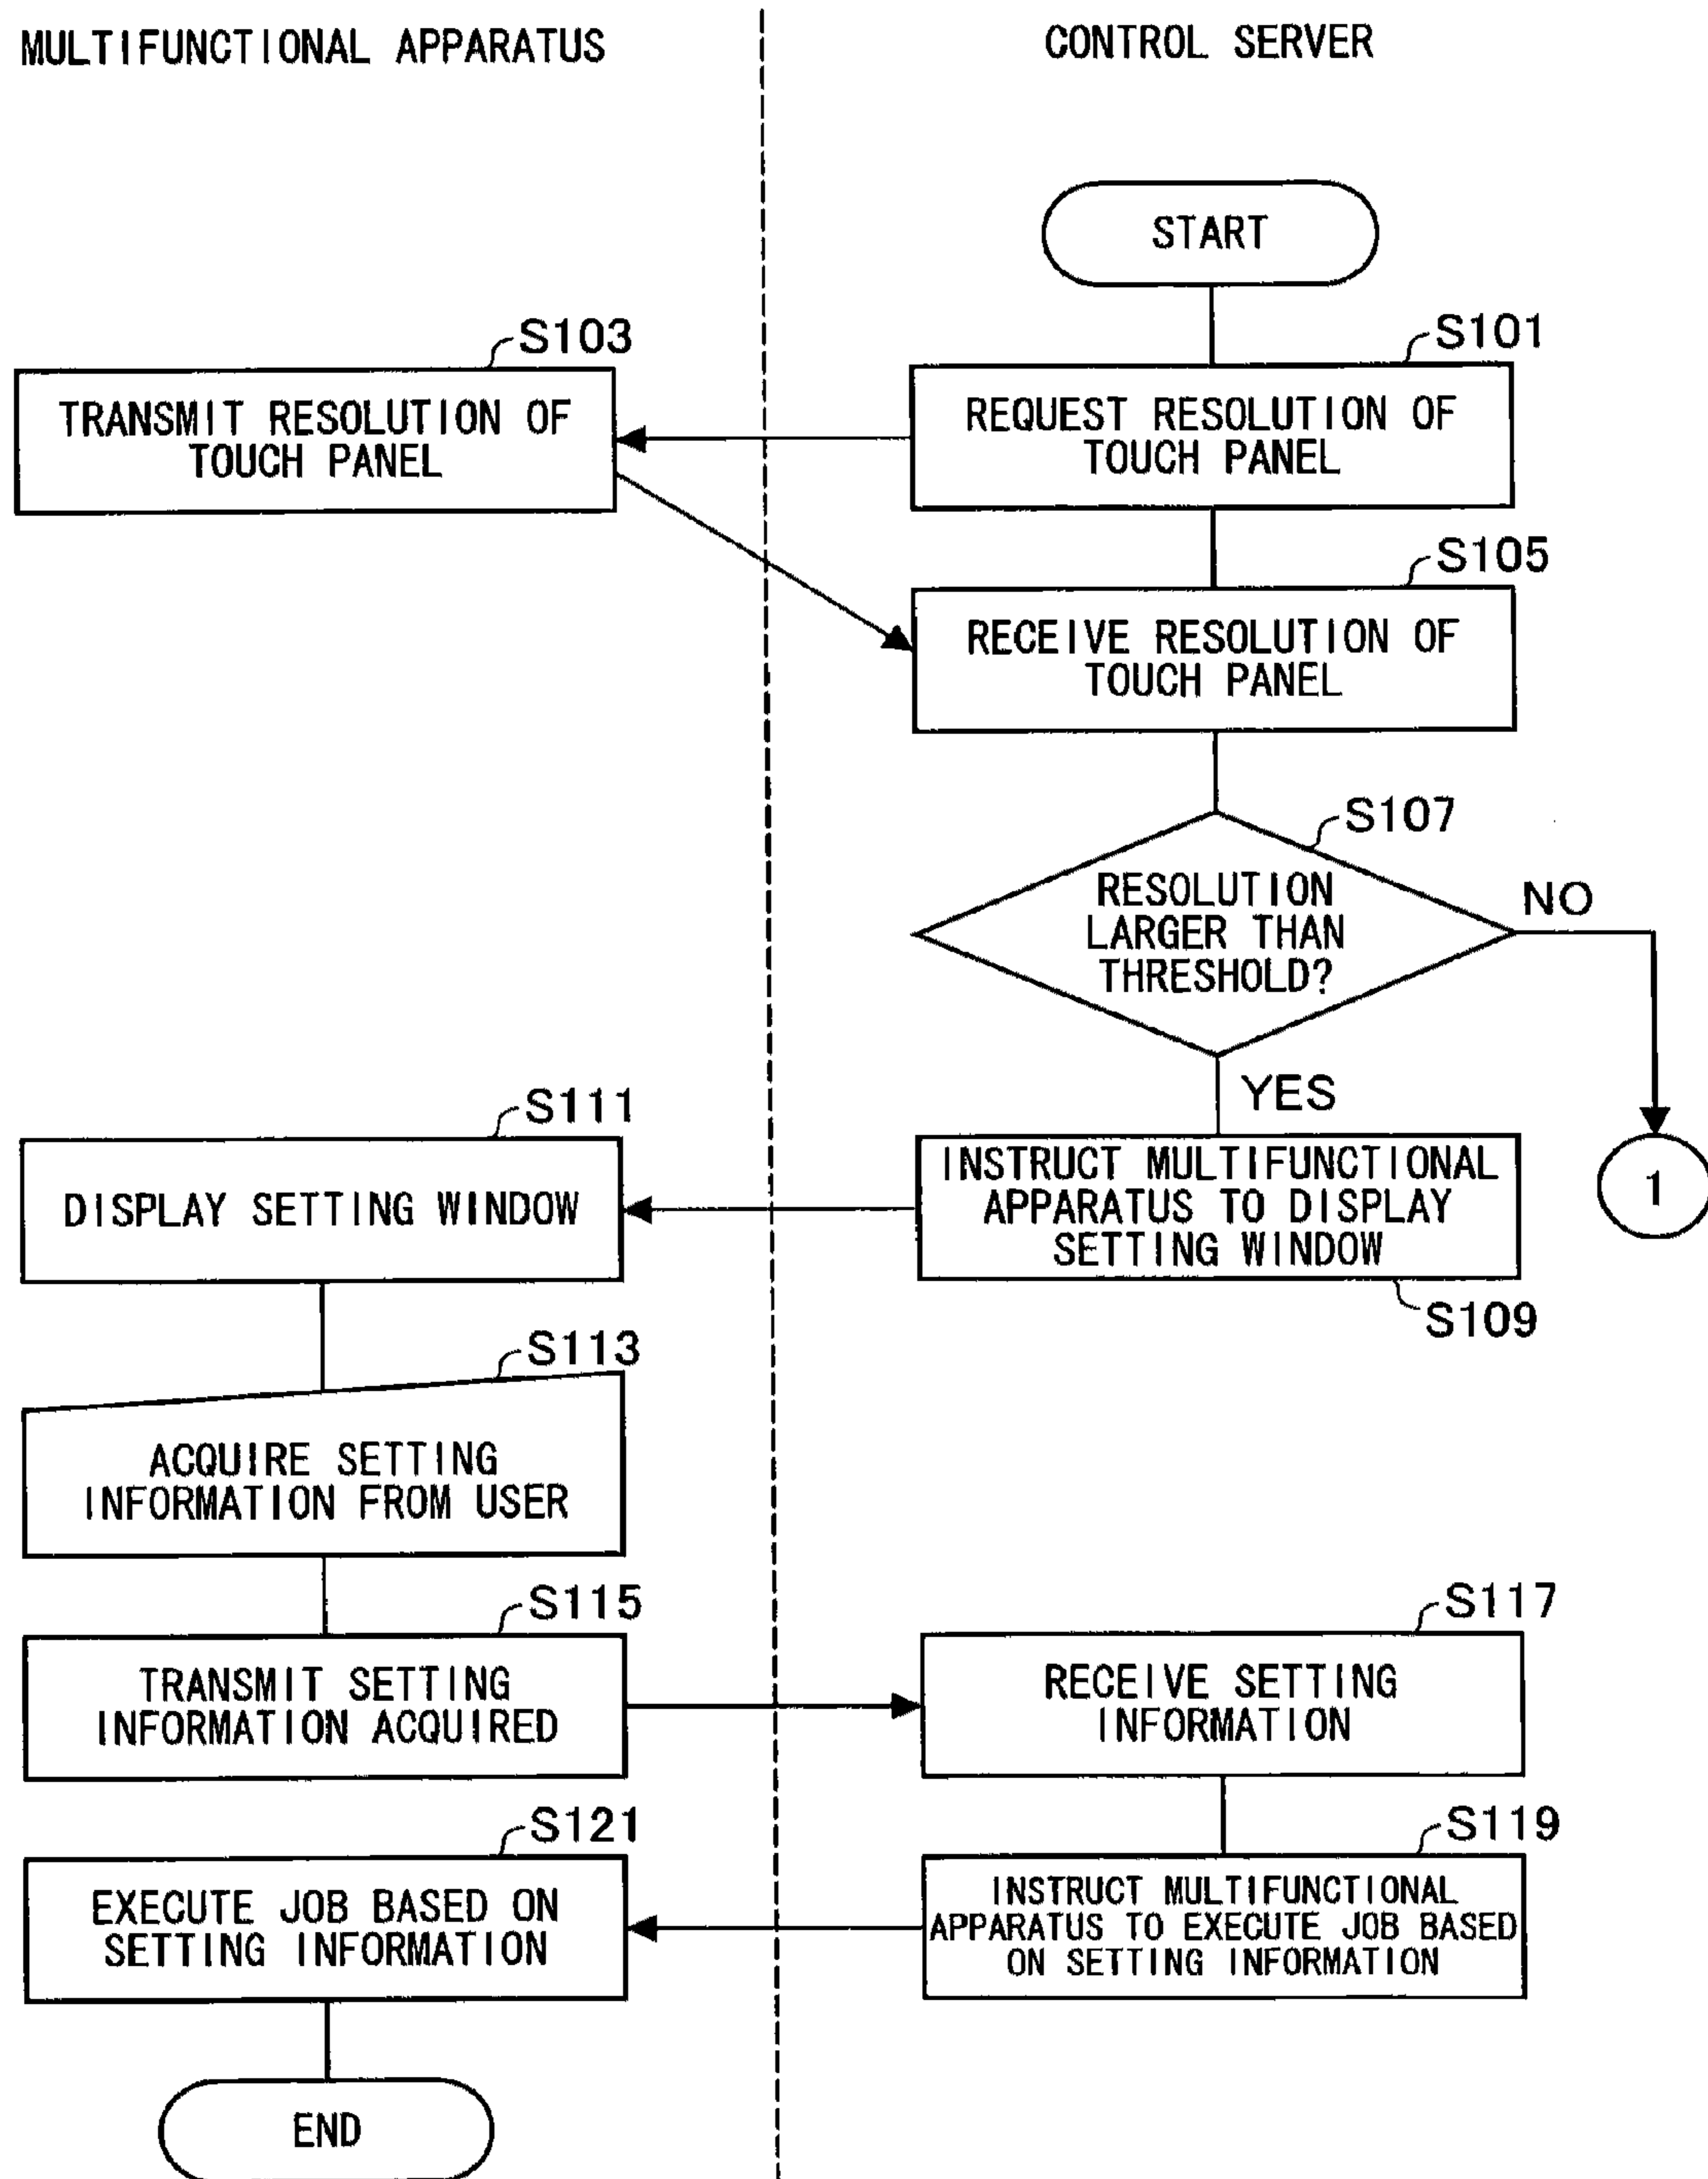 MULTIFUNCTIONAL APPARATUS
CONTROL SERVER
START
S101
REQUEST RESOLUTION OF
TOUCH PANEL
S103
TRANSMIT RESOLUTION OF
TOUCH PANEL
S105
RECEIVE RESOLUTION OF
TOUCH PANEL
S107
RESOLUTION
LARGER THAN
THRESHOLD?
NO
1
YES
INSTRUCT MULTIFUNCTIONAL
APPARATUS TO DISPLAY
SETTING WINDOW
S109
S111
DISPLAY SETTING WINDOW
S113
ACQUIRE SETTING
INFORMATION FROM USER
S115
TRANSMIT SETTING
INFORMATION ACQUIRED
S117
RECEIVE SETTING
INFORMATION
S119
INSTRUCT MULTIFUNCTIONAL
APPARATUS TO EXECUTE JOB BASED
ON SETTING INFORMATION
S121
EXECUTE JOB BASED ON
SETTING INFORMATION
END